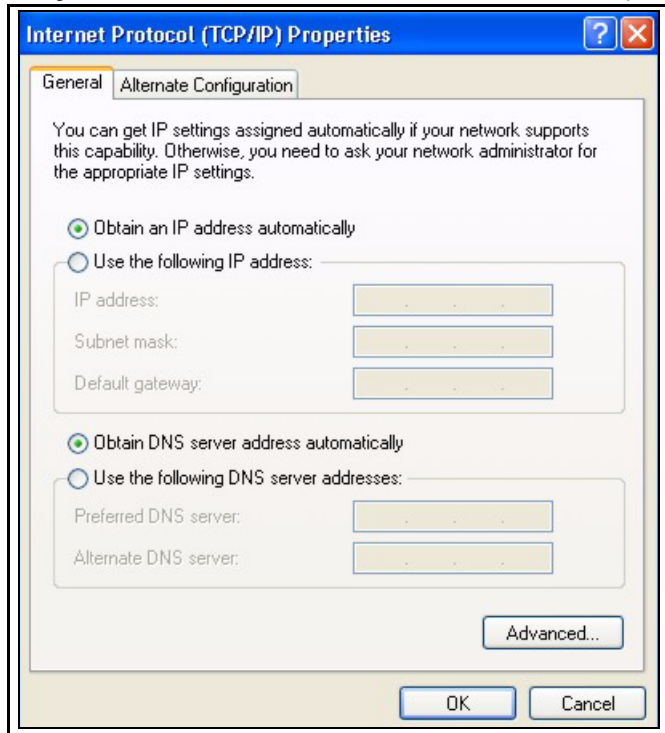 Internet Protocol (TCP/IP) Properties
General
Alternate Configuration
You can get IP settings assigned automatically if your network supports
this capability. Otherwise, you need to ask your network administrator for
the appropriate IP settings.
Obtain an IP address automatically
Use the following IP address:
IP address:
Subnet mask:
Default gateway:
Obtain DNS server address automatically
Use the following DNS server addresses:
Preferred DNS server:
Alternate DNS server:
Advanced...
OK
Cancel